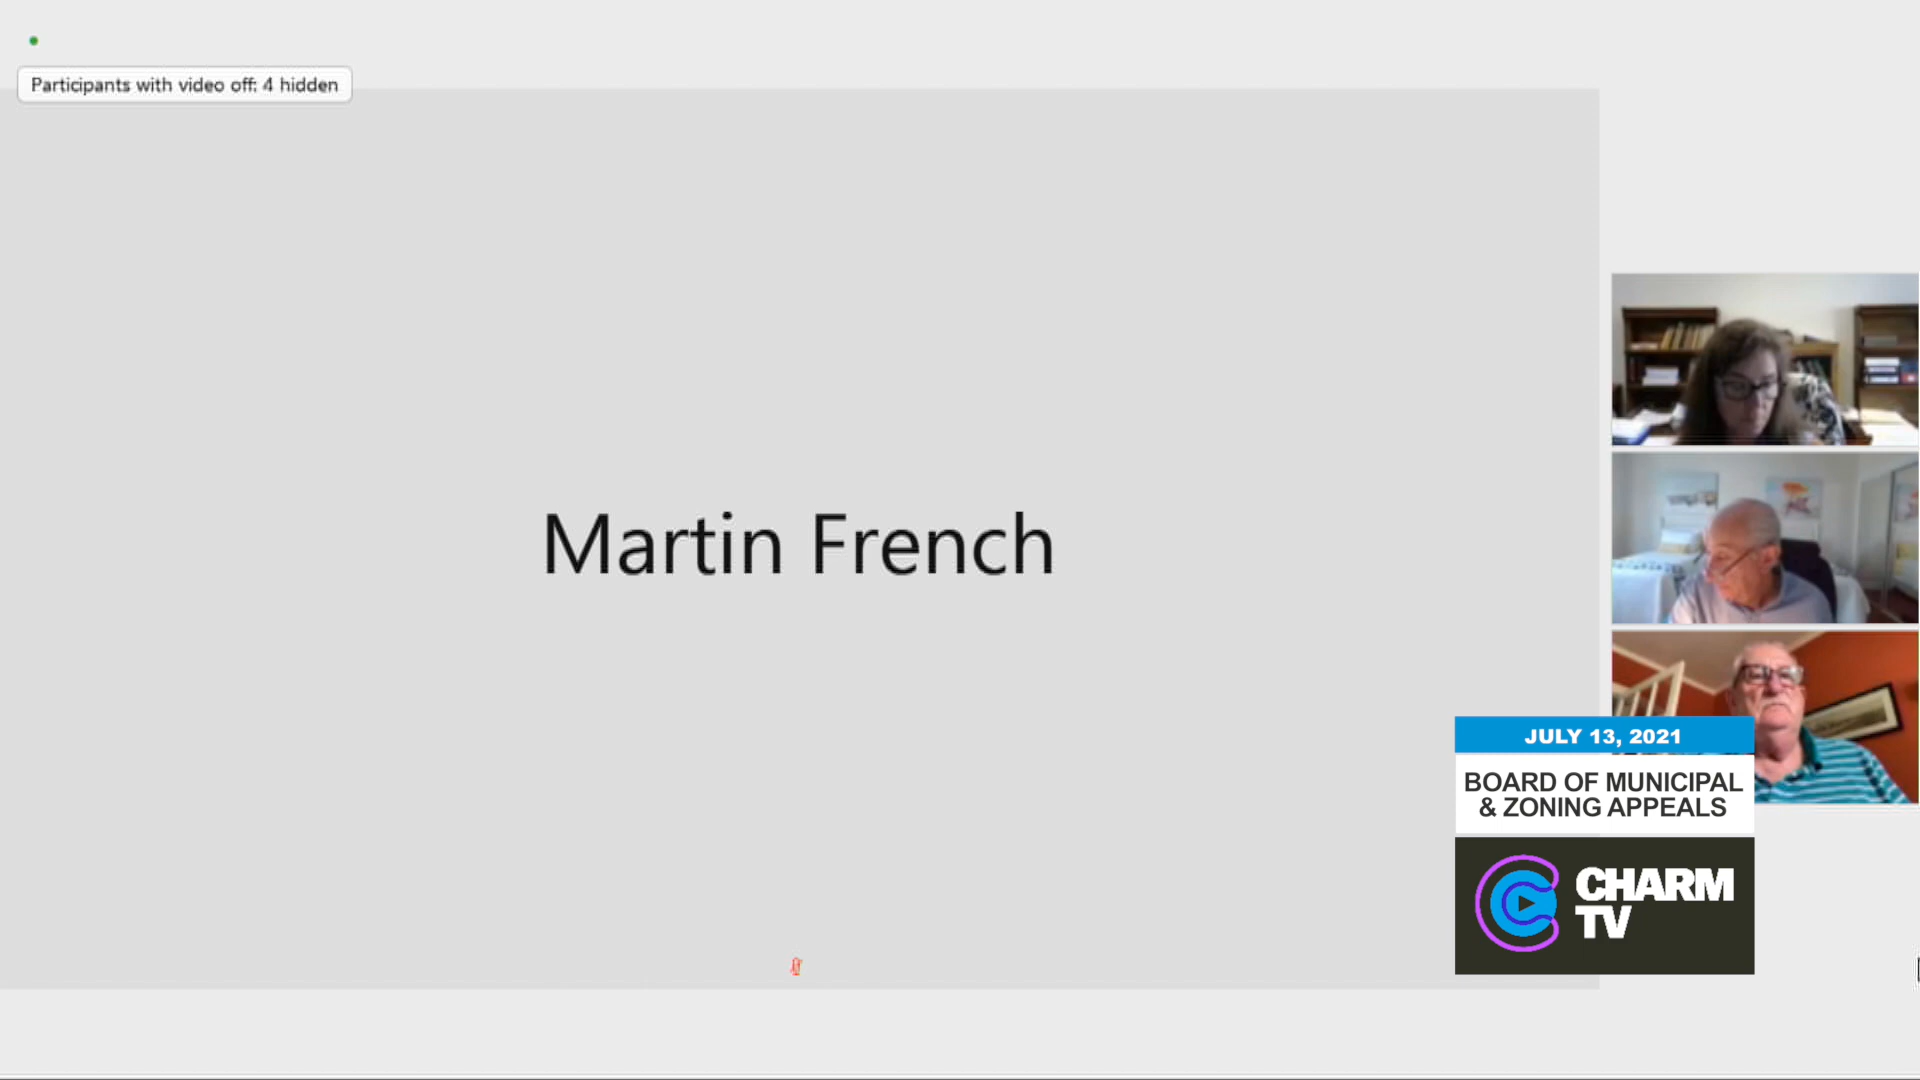 Participants with video off: 4 hidden
Martin French
JULY 13, 2021
BOARD OF MUNICIPAL
& ZONING APPEALS
CHARM
TV